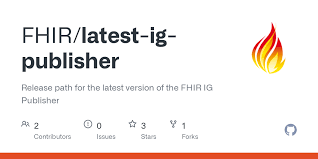 FHIR/latest-ig-
publisher
Release path for the latest version of the FHIR IG
Publisher
2
Contributors
0
Issues
3
Stars
1
Forks